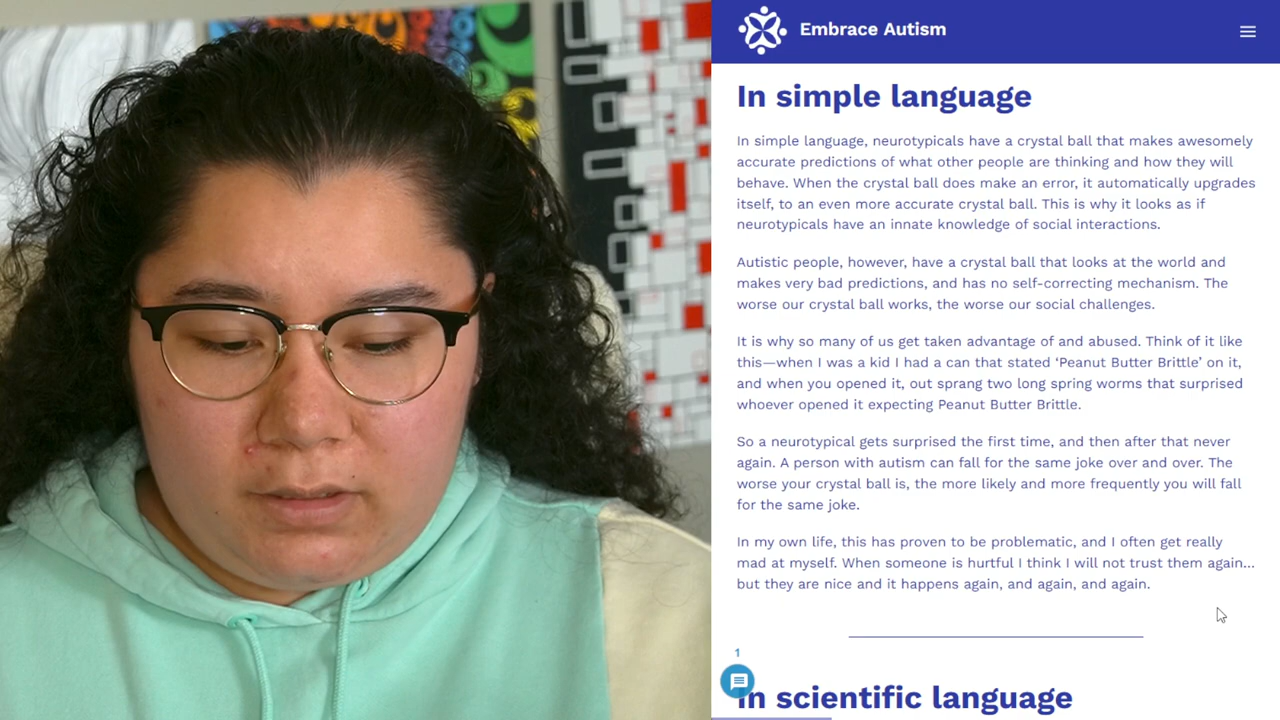 Embrace Autism
In simple language
In simple language, neurotypicals have a crystal ball that makes awesomely
accurate predictions of what other people are thinking and how they will
behave. When the crystal ball does make an error, it automatically upgrades
itself, to an even more accurate crystal ball. This is why it looks as if
neurotypicals have an innate knowledge of social interactions.
Autistic people, however, have a crystal ball that looks at the world and
makes very bad predictions, and has no self-correcting mechanism. The
worse our crystal ball works, the worse our social challenges.
It is why so many of us get taken advantage of and abused. Think of it like
this—when I was a kid I had a can that stated ‘Peanut Butter Brittle’ on it,
and when you opened it, out sprang two long spring worms that surprised
whoever opened it expecting Peanut Butter Brittle.
So a neurotypical gets surprised the first time, and then after that never
again. A person with autism can fall for the same joke over and over. The
worse your crystal ball is, the more likely and more frequently you will fall
for the same joke.
In my own life, this has proven to be problematic, and I often get really
mad at myself. When someone is hurtful I think I will not trust them again…
but they are nice and it happens again, and again, and again.
1
In scientific language